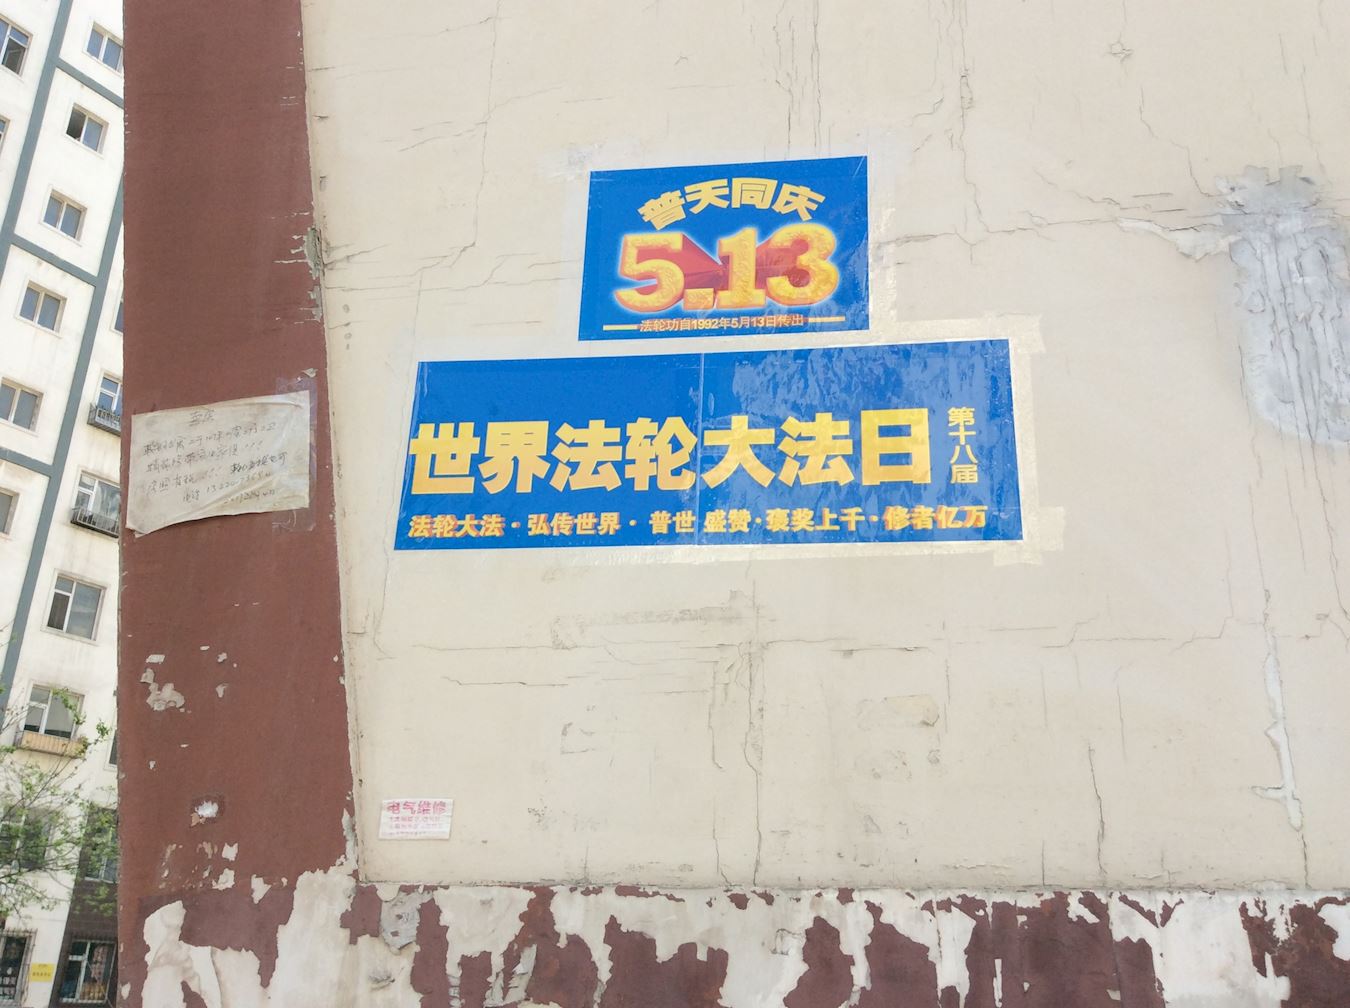 普天同庆
5.13
法轮功自1992年5月13日传出
世界法轮大法日
第十八届
法轮大法·弘传世界·普世盛赞·褒奖上千·修者亿万
电气维修